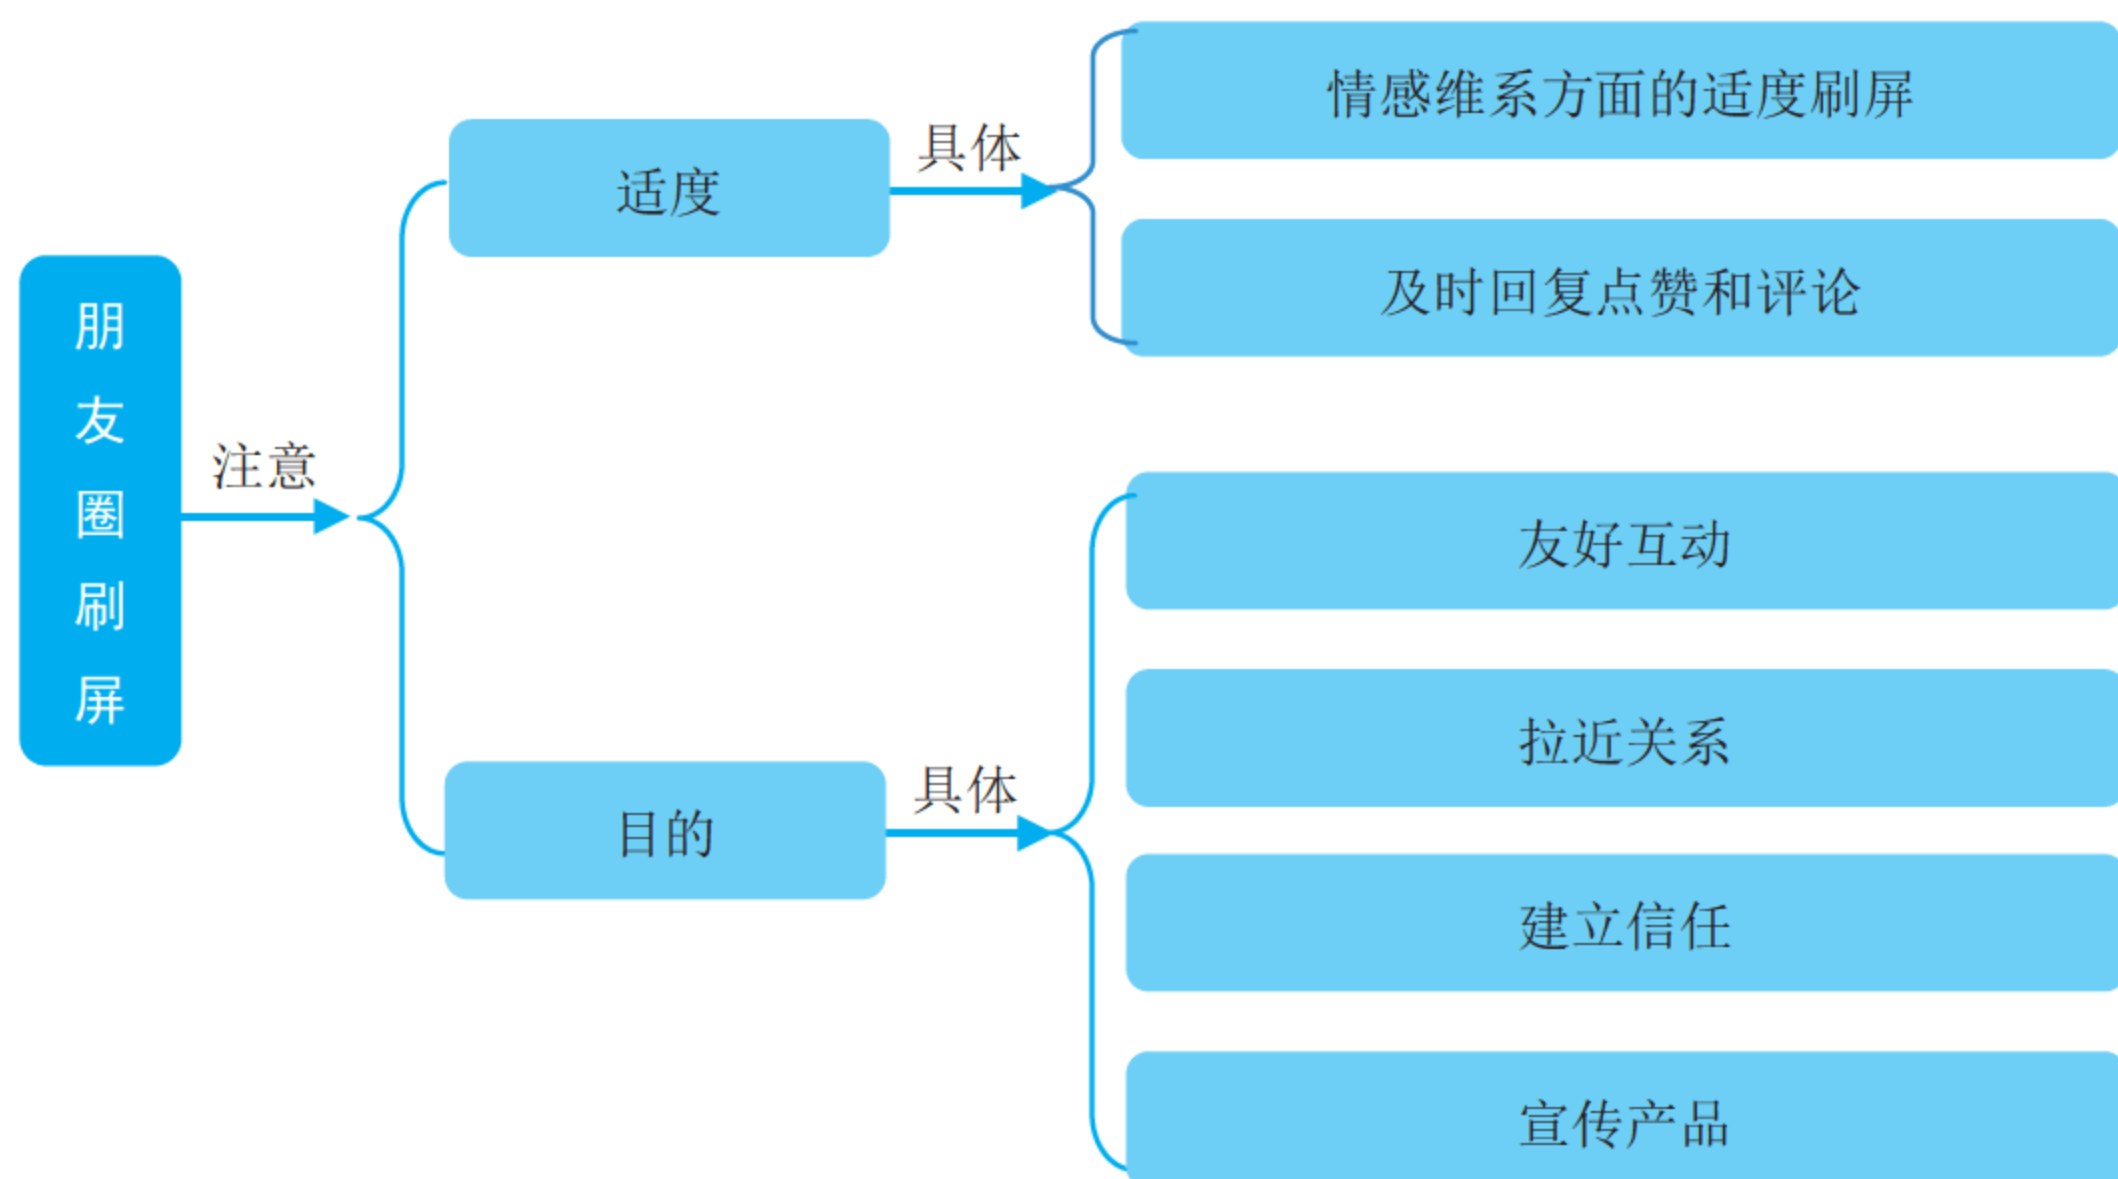 朋友圈刷屏
注意
适度
具体
情感维系方面的适度刷屏
及时回复点赞和评论
目的
具体
友好互动
拉近关系
建立信任
宣传产品